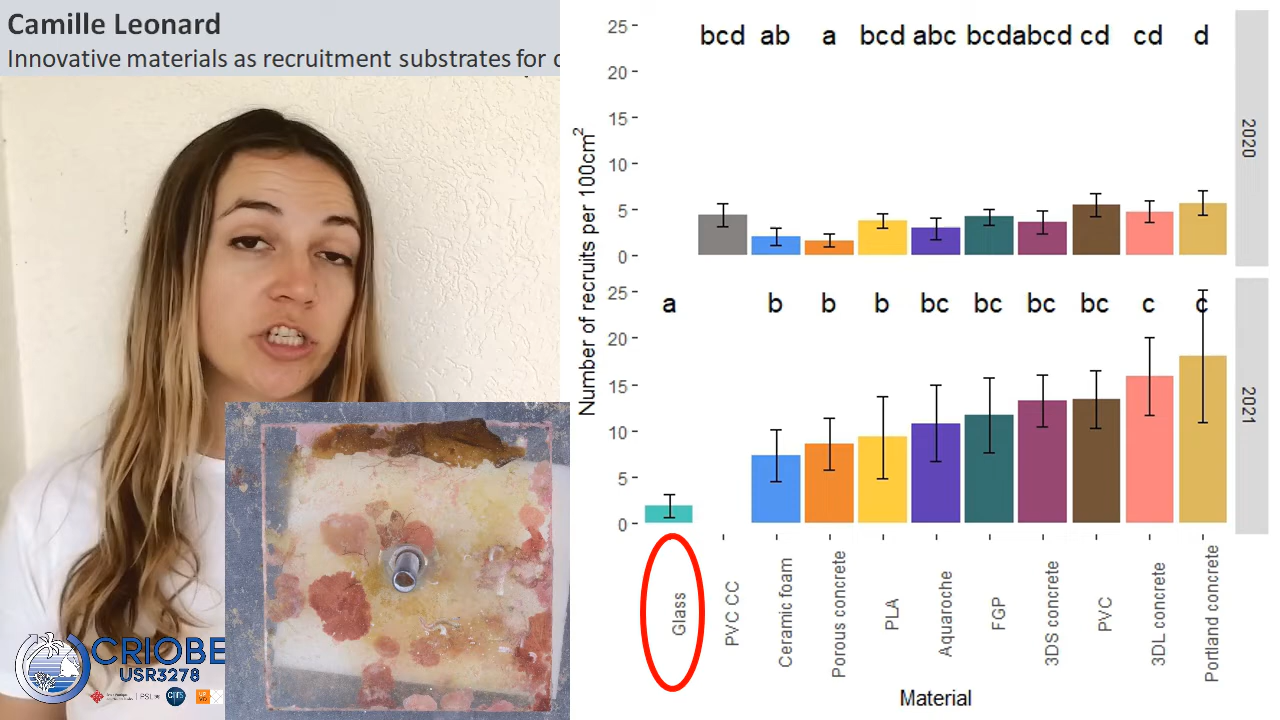 Camille Leonard
Innovative materials as recruitment substrates for
CRIOBE
USR3278
PSL
Number of recruits per 100cm²
25
20
15
10
5
0
bcd ab a bcd abc bcd abcd cd cd d
2020
25
20
15
10
5
0
a b b b bc bc bc bc c c
2021
Glass
PVC CC
Ceramic foam
Porous concrete
PLA
Aquaroche
FGP
3DS concrete
PVC
3DL concrete
Portland concrete
Material